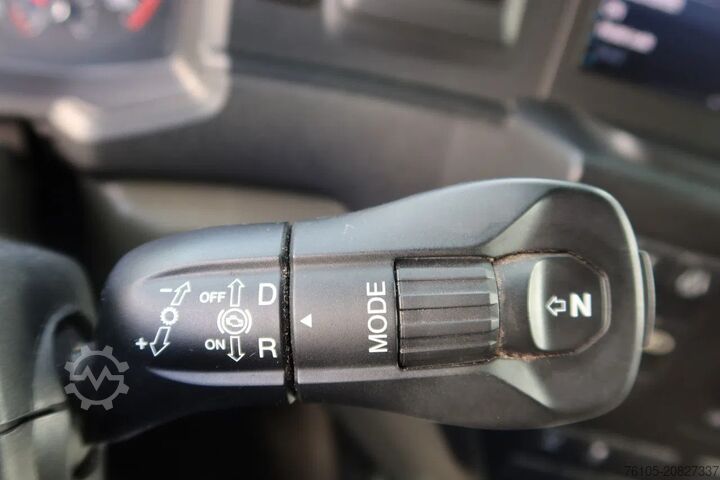 - OFF D
+ ON R
MODE
N
76105-20827337